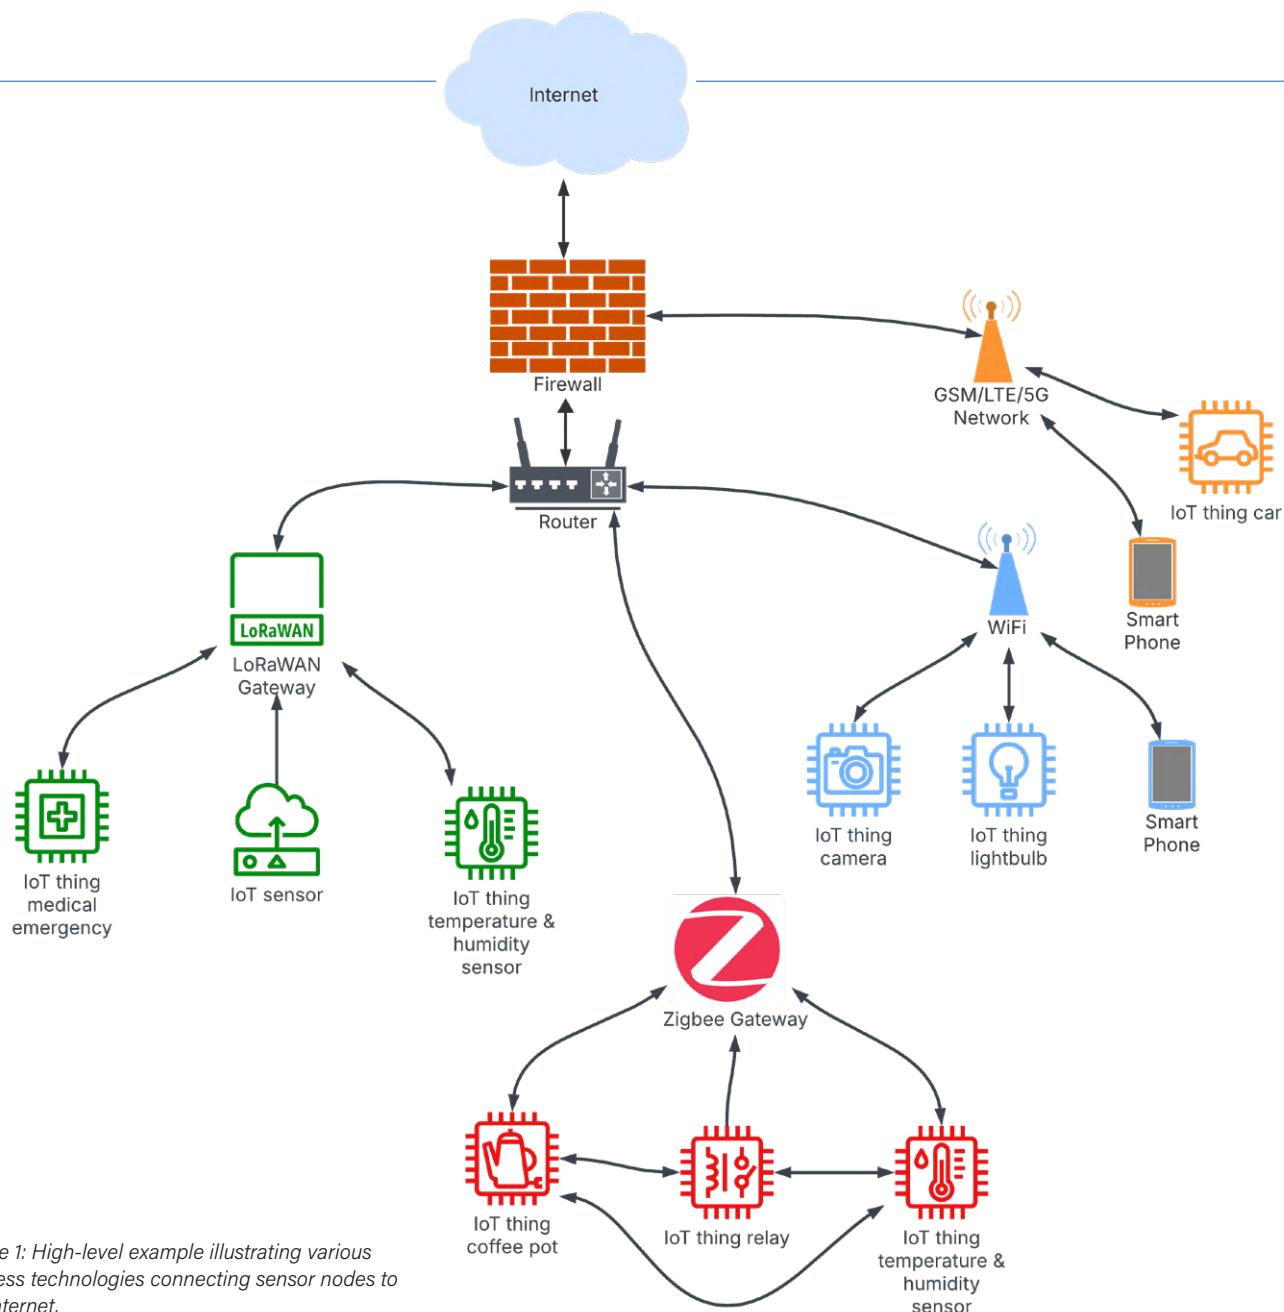 Internet
Firewall
GSM/LTE/5G
Network
IoT thing car
Router
Smart
Phone
WiFi
LoRaWAN
LoRaWAN
Gateway
IoT thing
camera
IoT thing
lightbulb
Smart
Phone
IoT thing
medical
emergency
IoT sensor
IoT thing
temperature &
humidity
sensor
Zigbee Gateway
IoT thing
coffee pot
IoT thing relay
IoT thing
temperature &
humidity
sensor
1: High-level example illustrating various
technologies connecting sensor nodes to